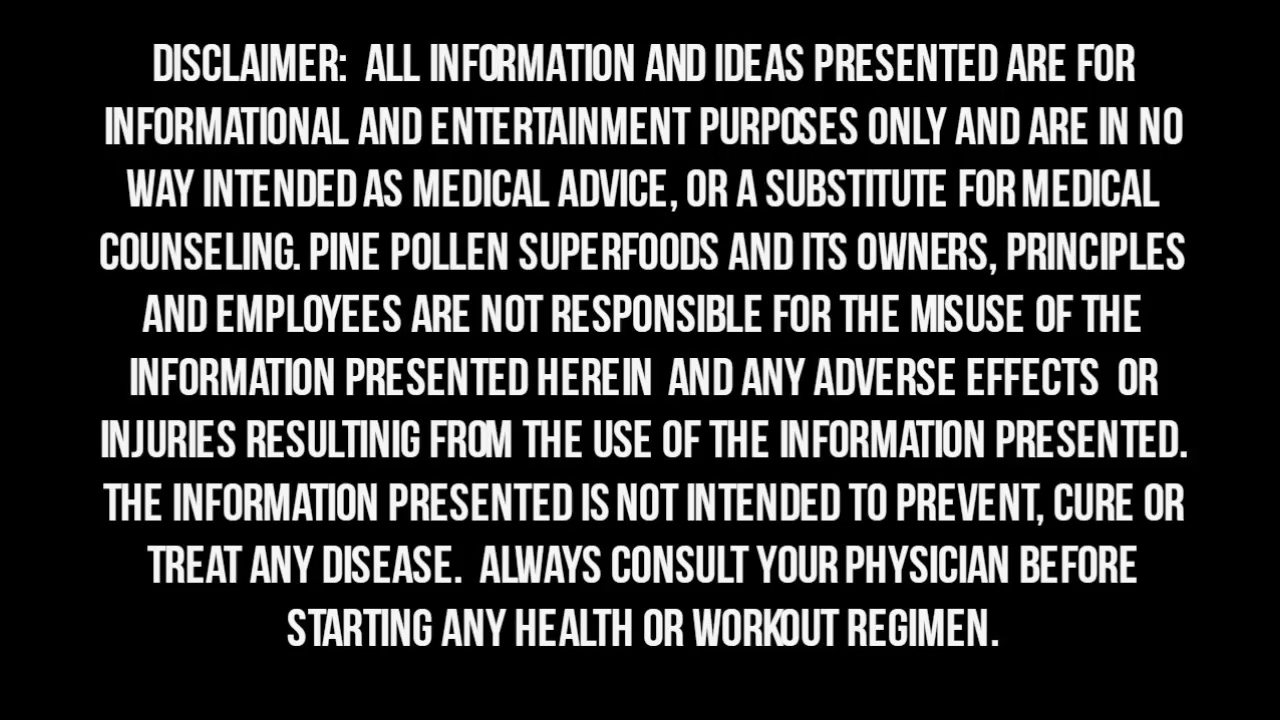 DISCLAIMER: ALL INFORMATION AND IDEAS PRESENTED ARE FOR
INFORMATIONAL AND ENTERTAINMENT PURPOSES ONLY AND ARE IN NO
WAY INTENDED AS MEDICAL ADVICE, OR A SUBSTITUTE FOR MEDICAL
COUNSELING. PINE POLLEN SUPERFOODS AND ITS OWNERS, PRINCIPLES
AND EMPLOYEES ARE NOT RESPONSIBLE FOR THE MISUSE OF THE
INFORMATION PRESENTED HEREIN AND ANY ADVERSE EFFECTS OR
INJURIES RESULTINIG FROM THE USE OF THE INFORMATION PRESENTED.
THE INFORMATION PRESENTED IS NOT INTENDED TO PREVENT, CURE OR
TREAT ANY DISEASE. ALWAYS CONSULT YOUR PHYSICIAN BEFORE
STARTING ANY HEALTH OR WORKOUT REGIMEN.